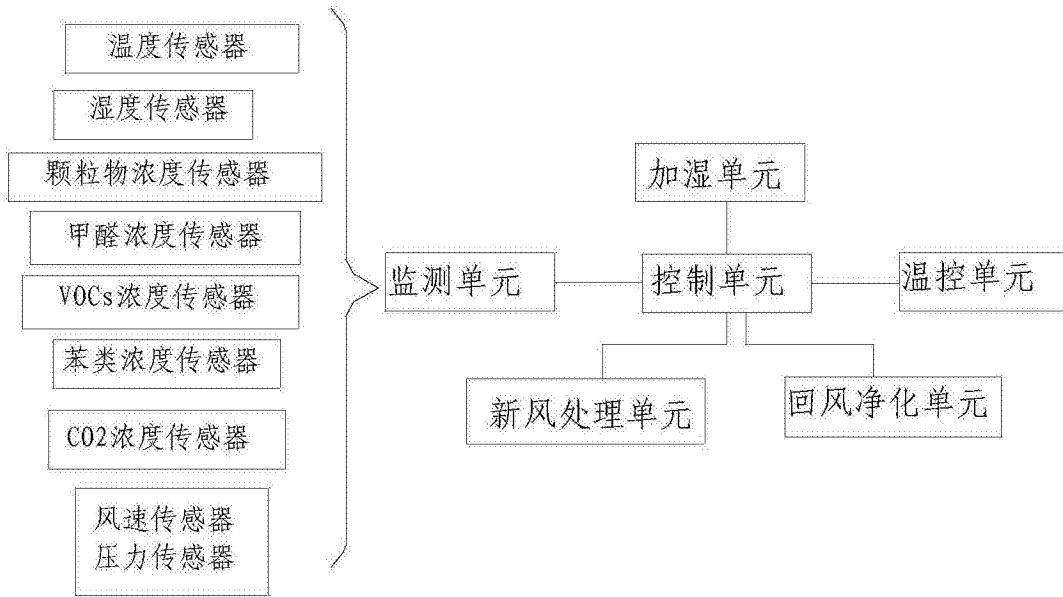 温度传感器
湿度传感器
颗粒物浓度传感器
甲醛浓度传感器
VOCs浓度传感器
苯类浓度传感器
CO2浓度传感器
风速传感器
压力传感器
监测单元
加湿单元
控制单元
温控单元
新风处理单元
回风净化单元